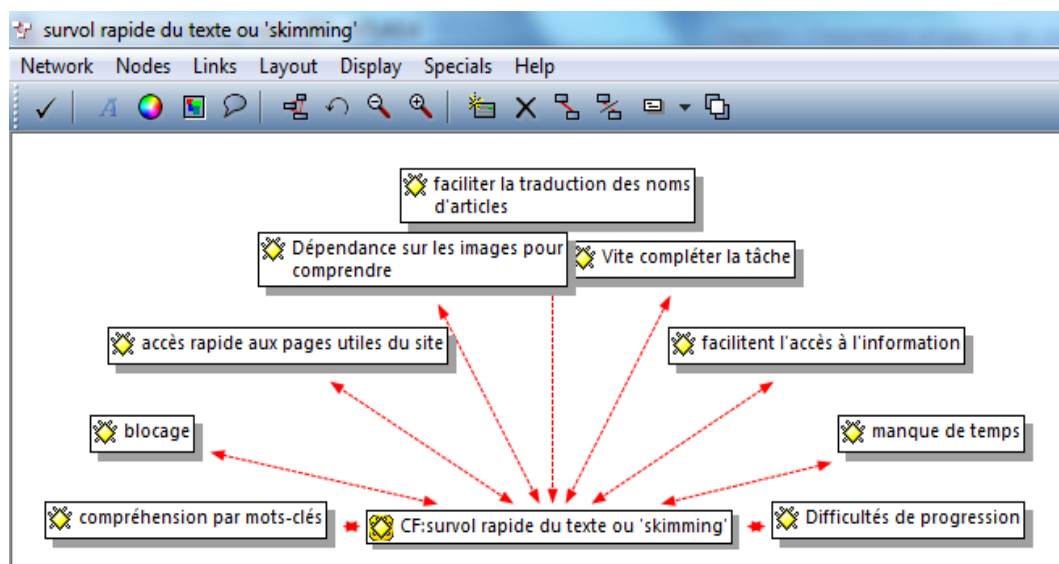 survol rapide du texte ou 'skimming'
Network Nodes Links Layout Display Specials Help
A
faciliter la traduction des noms
d'articles
Dépendance sur les images pour
comprendre
Vite compléter la tâche
accès rapide aux pages utiles du site
facilitent l'accès à l'information
blocage
manque de temps
compréhension par mots-clés
CF:survol rapide du texte ou 'skimming'
Difficultés de progression